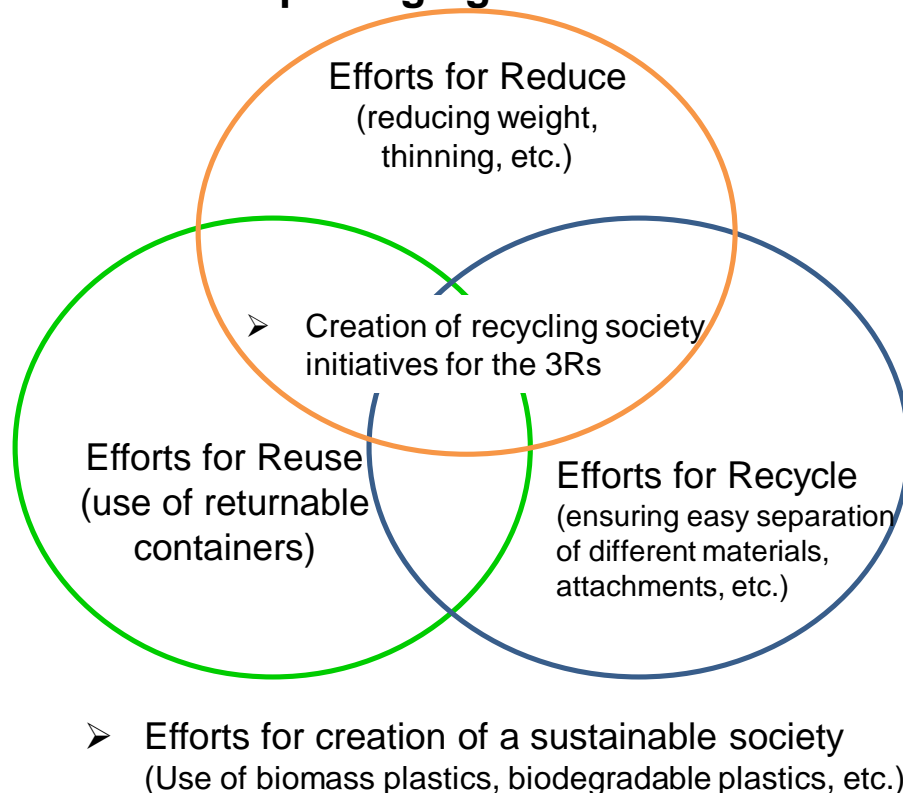 Efforts for Reduce
(reducing weight,
thinning, etc.)
➢ Creation of recycling society
initiatives for the 3Rs
Efforts for Reuse
(use of returnable
containers)
Efforts for Recycle
(ensuring easy separation
of different materials,
attachments, etc.)
➢ Efforts for creation of a sustainable society
(Use of biomass plastics, biodegradable plastics, etc.)